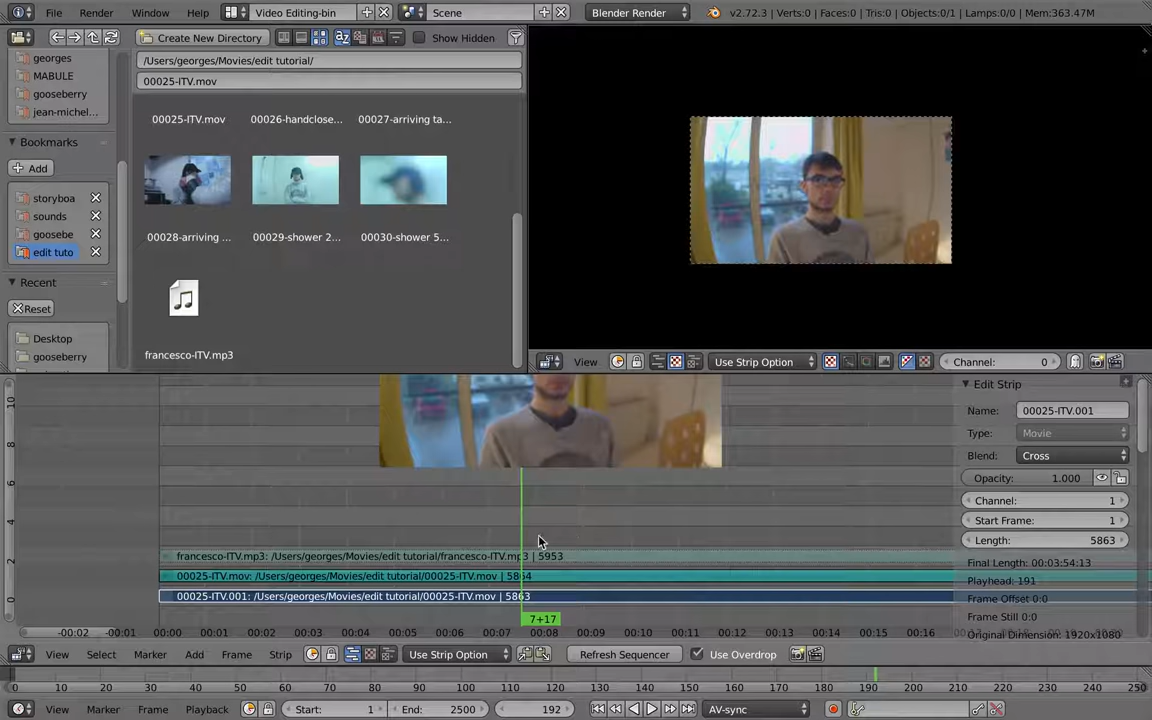 File Render Window Help Video Editing-bin Scene Blender Render v2.72.3 | Verts:0 | Faces:0 | Tris:0 | Objects:0/1 | Lamps:0/0 | Mem:363.47M
Create New Directory Show Hidden
georges
MABULE
gooseberry
jean-michel...
Bookmarks
Add
storyboa
sounds
goosebe
edit tuto
Recent
Reset
Desktop
gooseberry
/Users/georges/Movies/edit tutorial/
00025-ITV.mov
00025-ITV.mov 00026-handclose... 00027-arriving ta...
00028-arriving ... 00029-shower 2... 00030-shower 5...
francesco-ITV.mp3
View Use Strip Option Channel: 0
10
8
6
4
2
0
francesco-ITV.mp3: /Users/georges/Movies/edit tutorial/francesco-ITV.mp3 | 5953
00025-ITV.mov: /Users/georges/Movies/edit tutorial/00025-ITV.mov | 5864
00025-ITV.001: /Users/georges/Movies/edit tutorial/00025-ITV.mov | 5863
7+17
-00:02 -00:01 00:00 00:01 00:02 00:03 00:04 00:05 00:06 00:07 00:08 00:09 00:10 00:11 00:12 00:13 00:14 00:15 00:16
Edit Strip
Name: 00025-ITV.001
Type: Movie
Blend: Cross
Opacity: 1.000
Channel: 1
Start Frame: 1
Length: 5863
Final Length: 00:03:54:13
Playhead: 191
Frame Offset 0:0
Frame Still 0:0
Original Dimension: 1920x1080
View Select Marker Add Frame Strip Use Strip Option Refresh Sequencer Use Overdrop
0 10 20 30 40 50 60 70 80 90 100 110 120 130 140 150 160 170 180 190 200 210 220 230 240 250
View Marker Frame Playback Start: 1 End: 2500 192 AV-sync